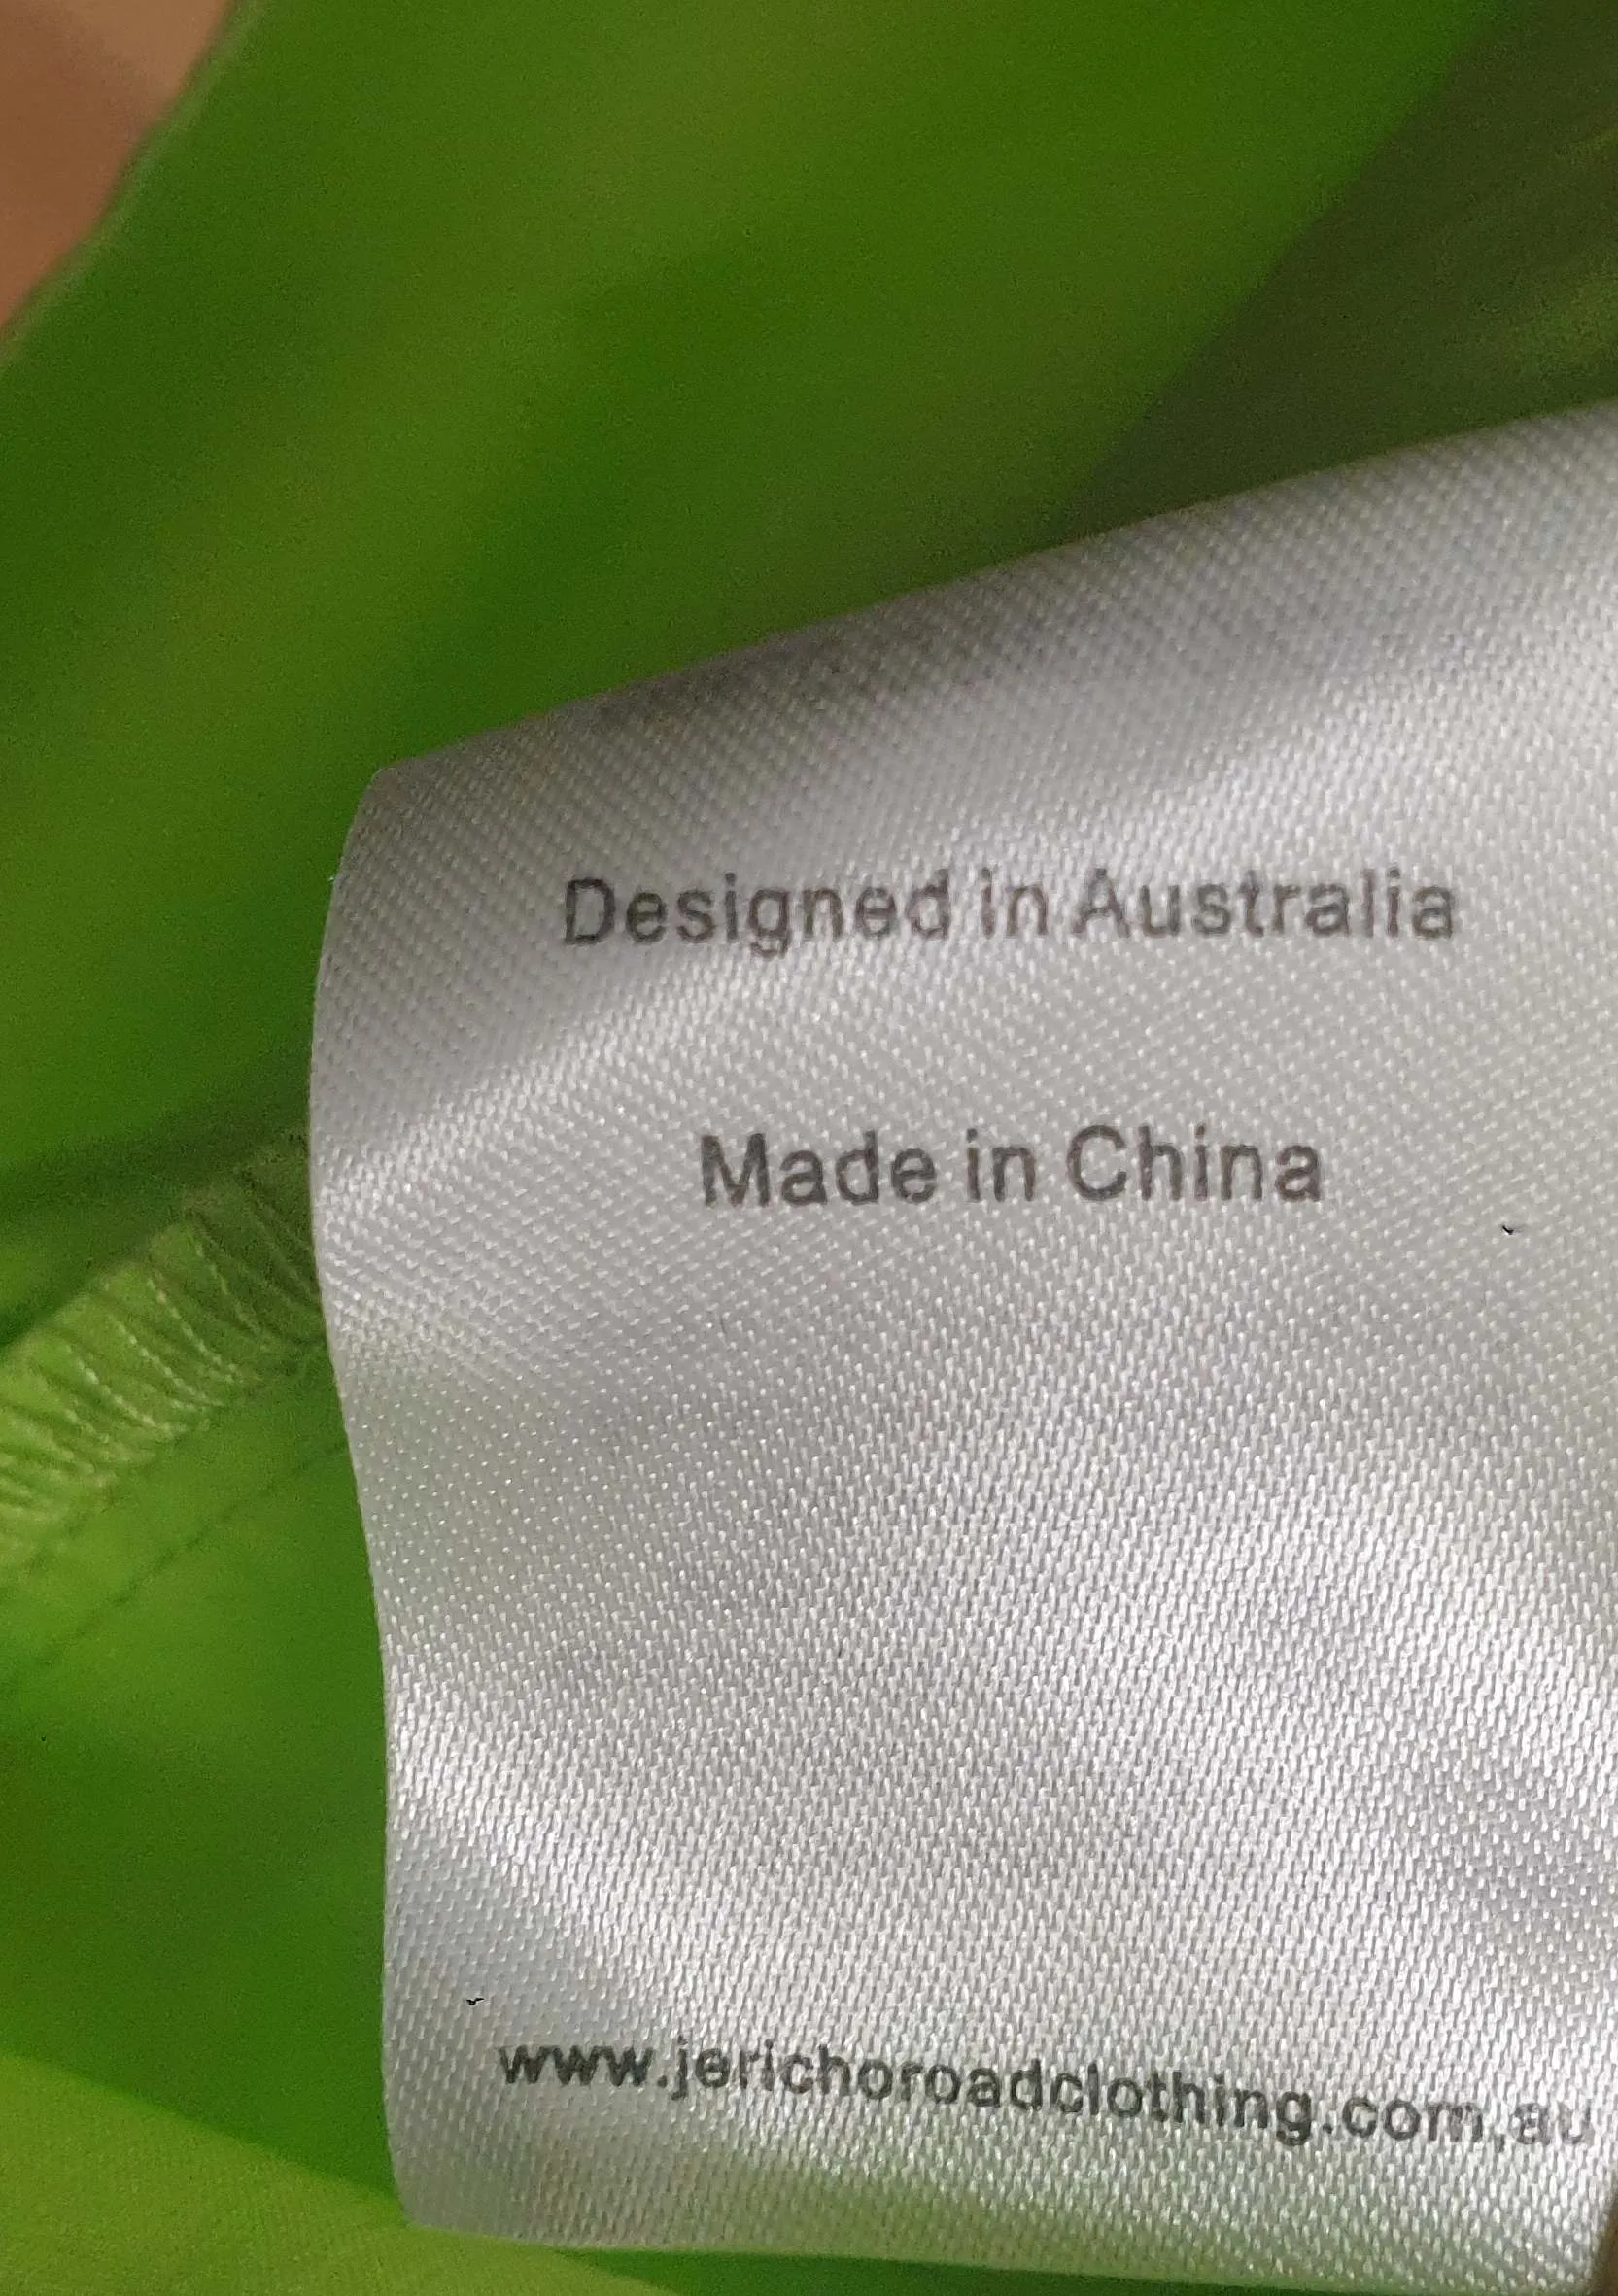 Designed in Australia
Made in China
www.jerichoroadclothing.com.au